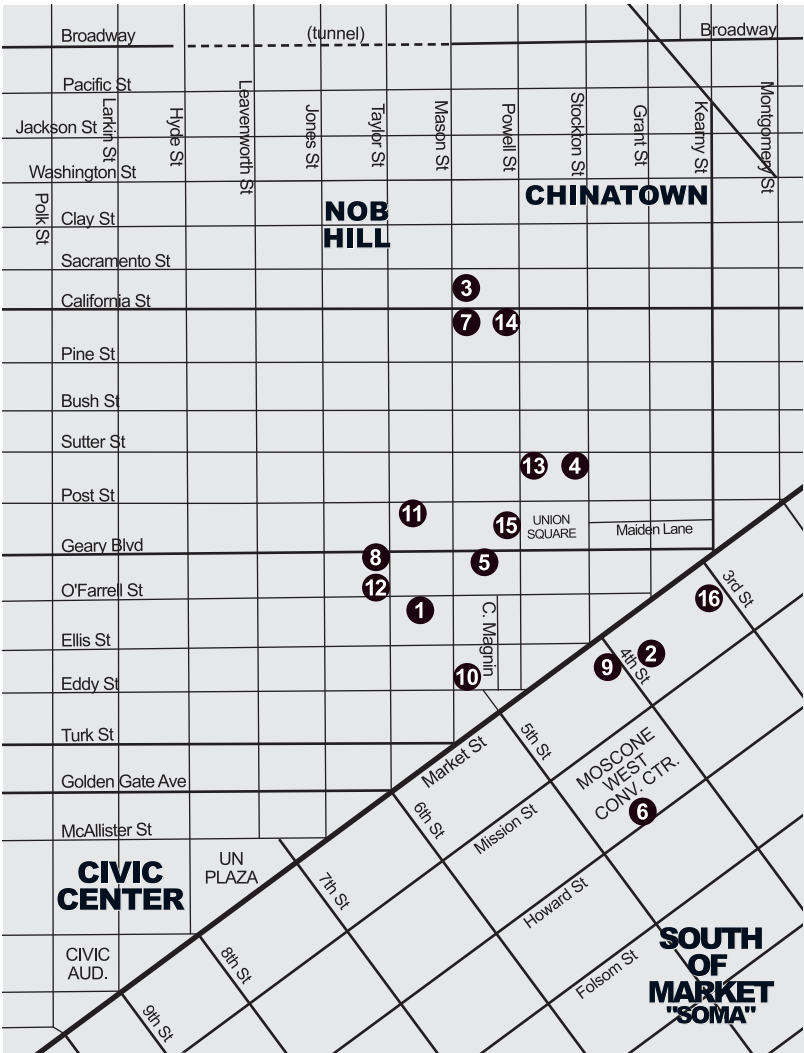 Broadway
(tunnel)
Broadway
Pacific St
Larkin St
Hyde St
Leavenworth St
Jones St
Taylor St
Mason St
Powell St
Stockton St
Grant St
Kearny St
Montgomery St
Jackson St
Washington St
Polk St
NOB
HILL
CHINATOWN
Clay St
Sacramento St
3
California St
7
14
Pine St
Bush St
Sutter St
13
4
Post St
11
15
UNION
SQUARE
Maiden Lane
Geary Blvd
8
5
O'Farrell St
12
1
C. Magnin
16
3rd St
Ellis St
9
4th St
2
Eddy St
10
Turk St
Market St
5th St
MOSCONE
WEST
CONV. CTR.
6
Golden Gate Ave
6th St
Mission St
McAllister St
CIVIC
CENTER
UN
PLAZA
7th St
Howard St
CIVIC
AUD.
8th St
Folsom St
SOUTH
OF
MARKET
"SOMA"
9th St